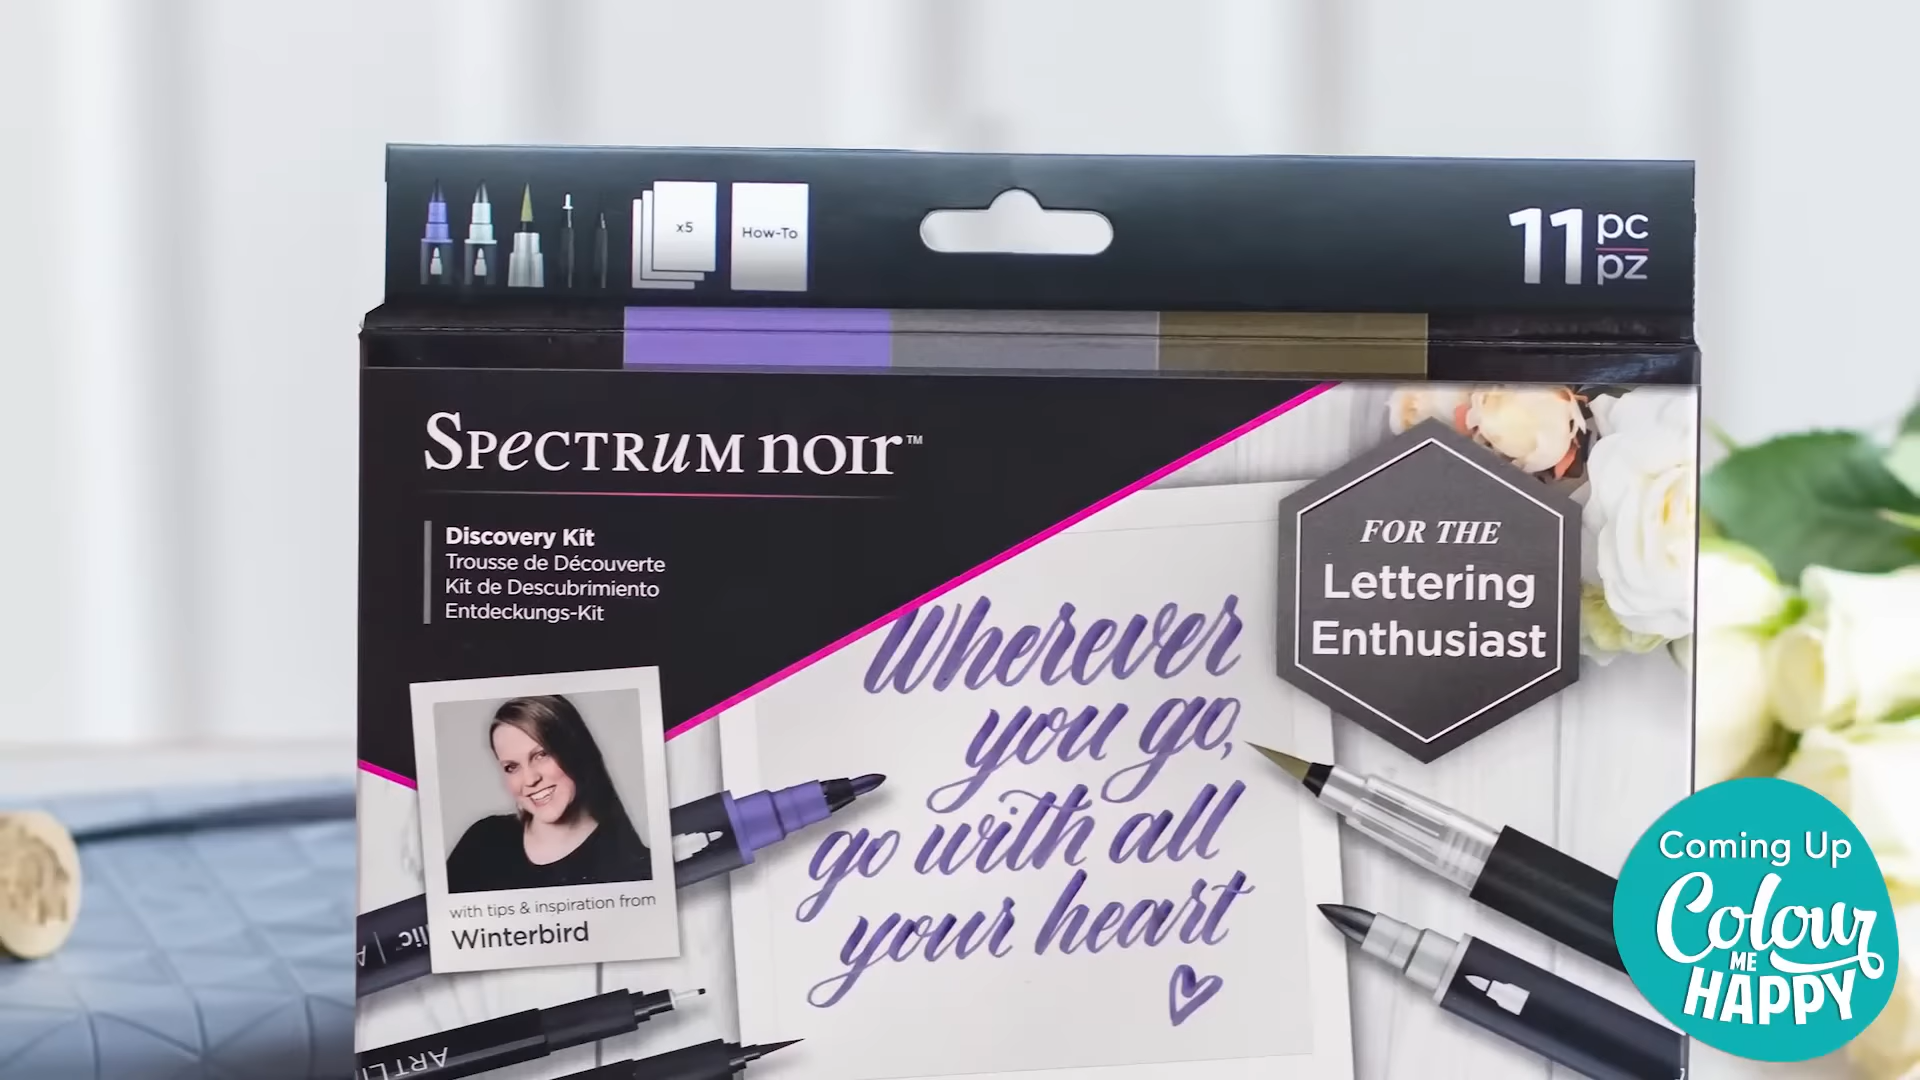 x5
How-To
11 pc
pz
SPeCTRuM noir™
Discovery Kit
Trousse de Découverte
Kit de Descubrimiento
Entdeckungs-Kit
FOR THE
Lettering
Enthusiast
Wherever
you go,
go with all
your heart
with tips & inspiration from
Winterbird
ARTLI
Coming Up
Colour
ME
HAPPY